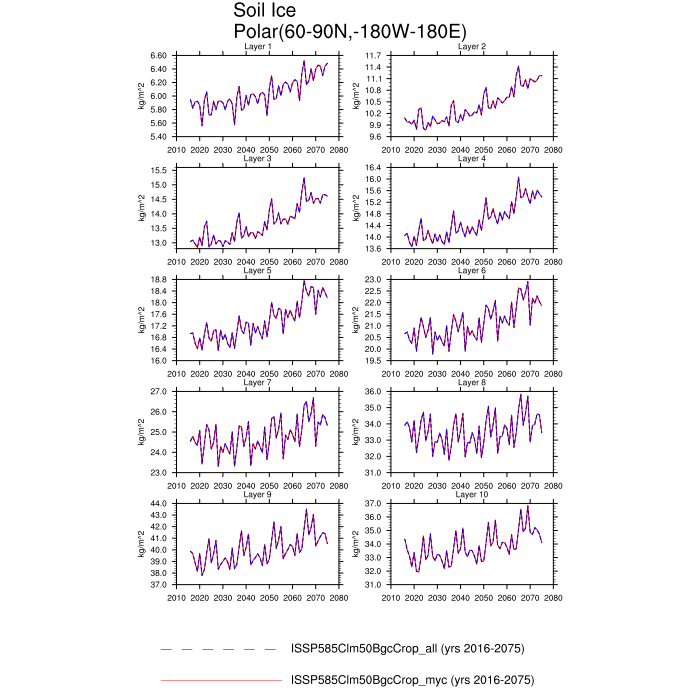 Soil Ice
Polar(60-90N,-180W-180E)
Layer 1
Layer 2
6.60
6.40
6.20
6.00
5.80
5.60
5.40
kg/m^2
2010 2020 2030 2040 2050 2060 2070 2080
11.7
11.4
11.1
10.8
10.5
10.2
9.9
9.6
kg/m^2
2010 2020 2030 2040 2050 2060 2070 2080
Layer 3
Layer 4
15.5
15.0
14.5
14.0
13.5
13.0
kg/m^2
2010 2020 2030 2040 2050 2060 2070 2080
16.4
16.0
15.6
15.2
14.8
14.4
14.0
13.6
kg/m^2
2010 2020 2030 2040 2050 2060 2070 2080
Layer 5
Layer 6
18.8
18.4
18.0
17.6
17.2
16.8
16.4
16.0
kg/m^2
2010 2020 2030 2040 2050 2060 2070 2080
23.0
22.5
22.0
21.5
21.0
20.5
20.0
19.5
kg/m^2
2010 2020 2030 2040 2050 2060 2070 2080
Layer 7
Layer 8
27.0
26.0
25.0
24.0
23.0
kg/m^2
2010 2020 2030 2040 2050 2060 2070 2080
36.0
35.0
34.0
33.0
32.0
31.0
kg/m^2
2010 2020 2030 2040 2050 2060 2070 2080
Layer 9
Layer 10
44.0
43.0
42.0
41.0
40.0
39.0
38.0
37.0
kg/m^2
2010 2020 2030 2040 2050 2060 2070 2080
37.0
36.0
35.0
34.0
33.0
32.0
31.0
kg/m^2
2010 2020 2030 2040 2050 2060 2070 2080
ISSP585Clm50BgcCrop_all (yrs 2016-2075)
ISSP585Clm50BgcCrop_myc (yrs 2016-2075)